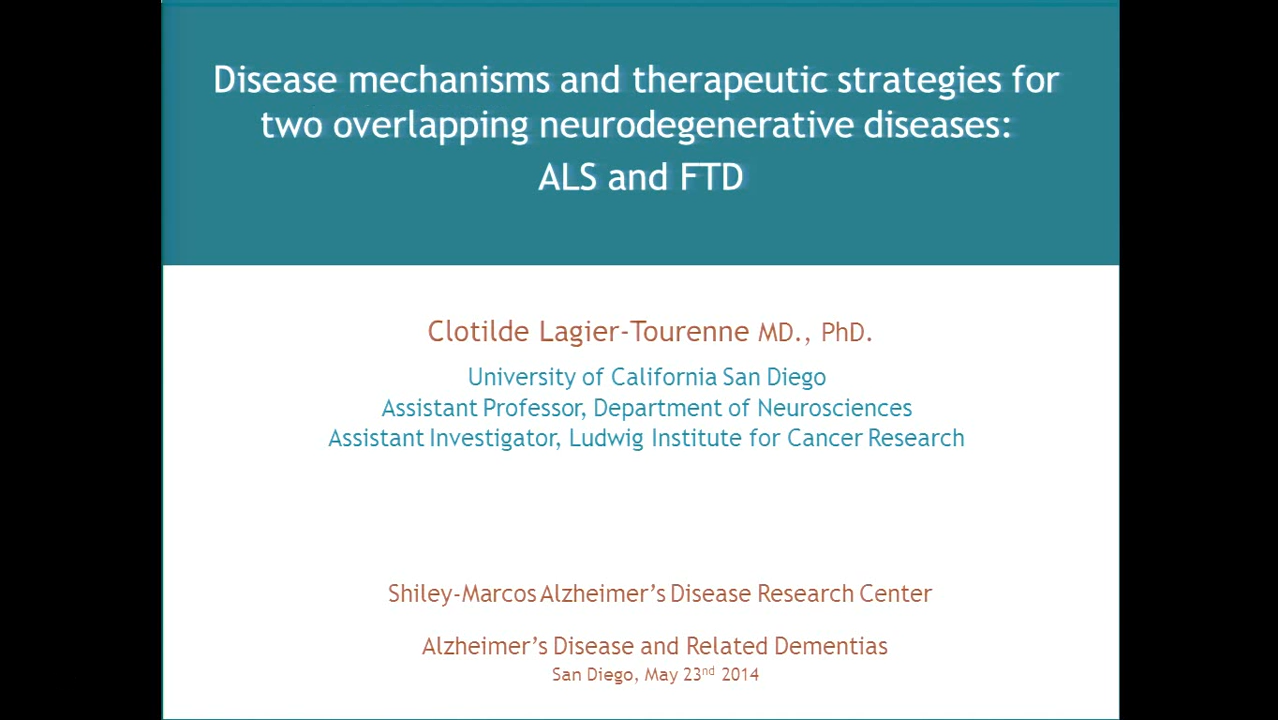 Disease mechanisms and therapeutic strategies for
two overlapping neurodegenerative diseases:
ALS and FTD
Clotilde Lagier-Tourenne MD., PhD.
University of California San Diego
Assistant Professor, Department of Neurosciences
Assistant Investigator, Ludwig Institute for Cancer Research
Shiley-Marcos Alzheimer’s Disease Research Center
Alzheimer’s Disease and Related Dementias
San Diego, May 23nd 2014